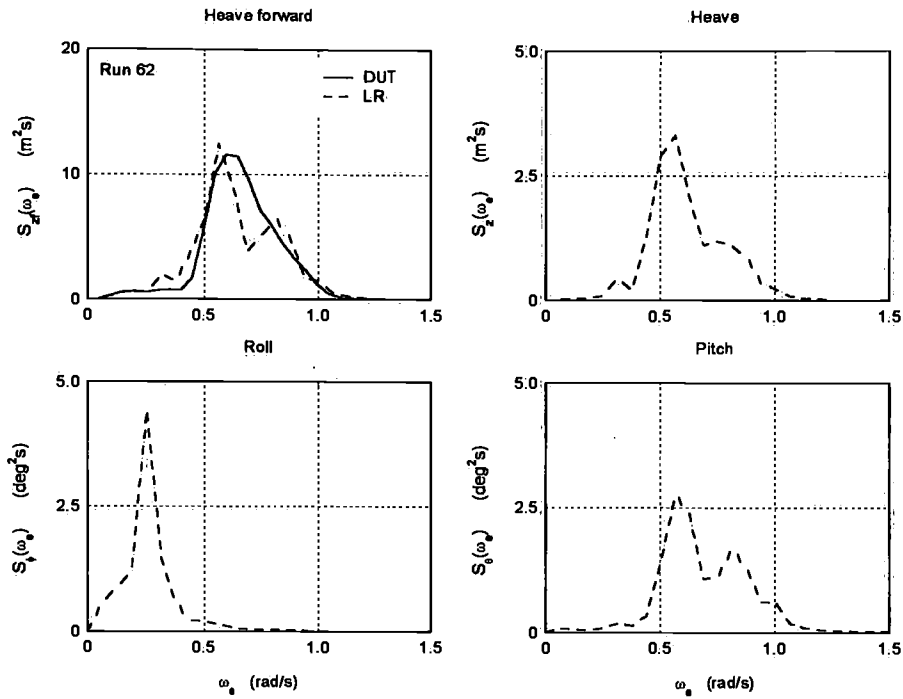 Heave forward
20
10
0
S_zf(ω_e) (m²s)
Run 62
DUT
LR
0 0.5 1.0 1.5
Heave
5.0
2.5
0
S_z(ω_e) (m²s)
0 0.5 1.0 1.5
Roll
5.0
2.5
0
S_ϕ(ω_e) (deg²s)
0 0.5 1.0 1.5
ω_e (rad/s)
Pitch
5.0
2.5
0
S_θ(ω_e) (deg²s)
0 0.5 1.0 1.5
ω_e (rad/s)